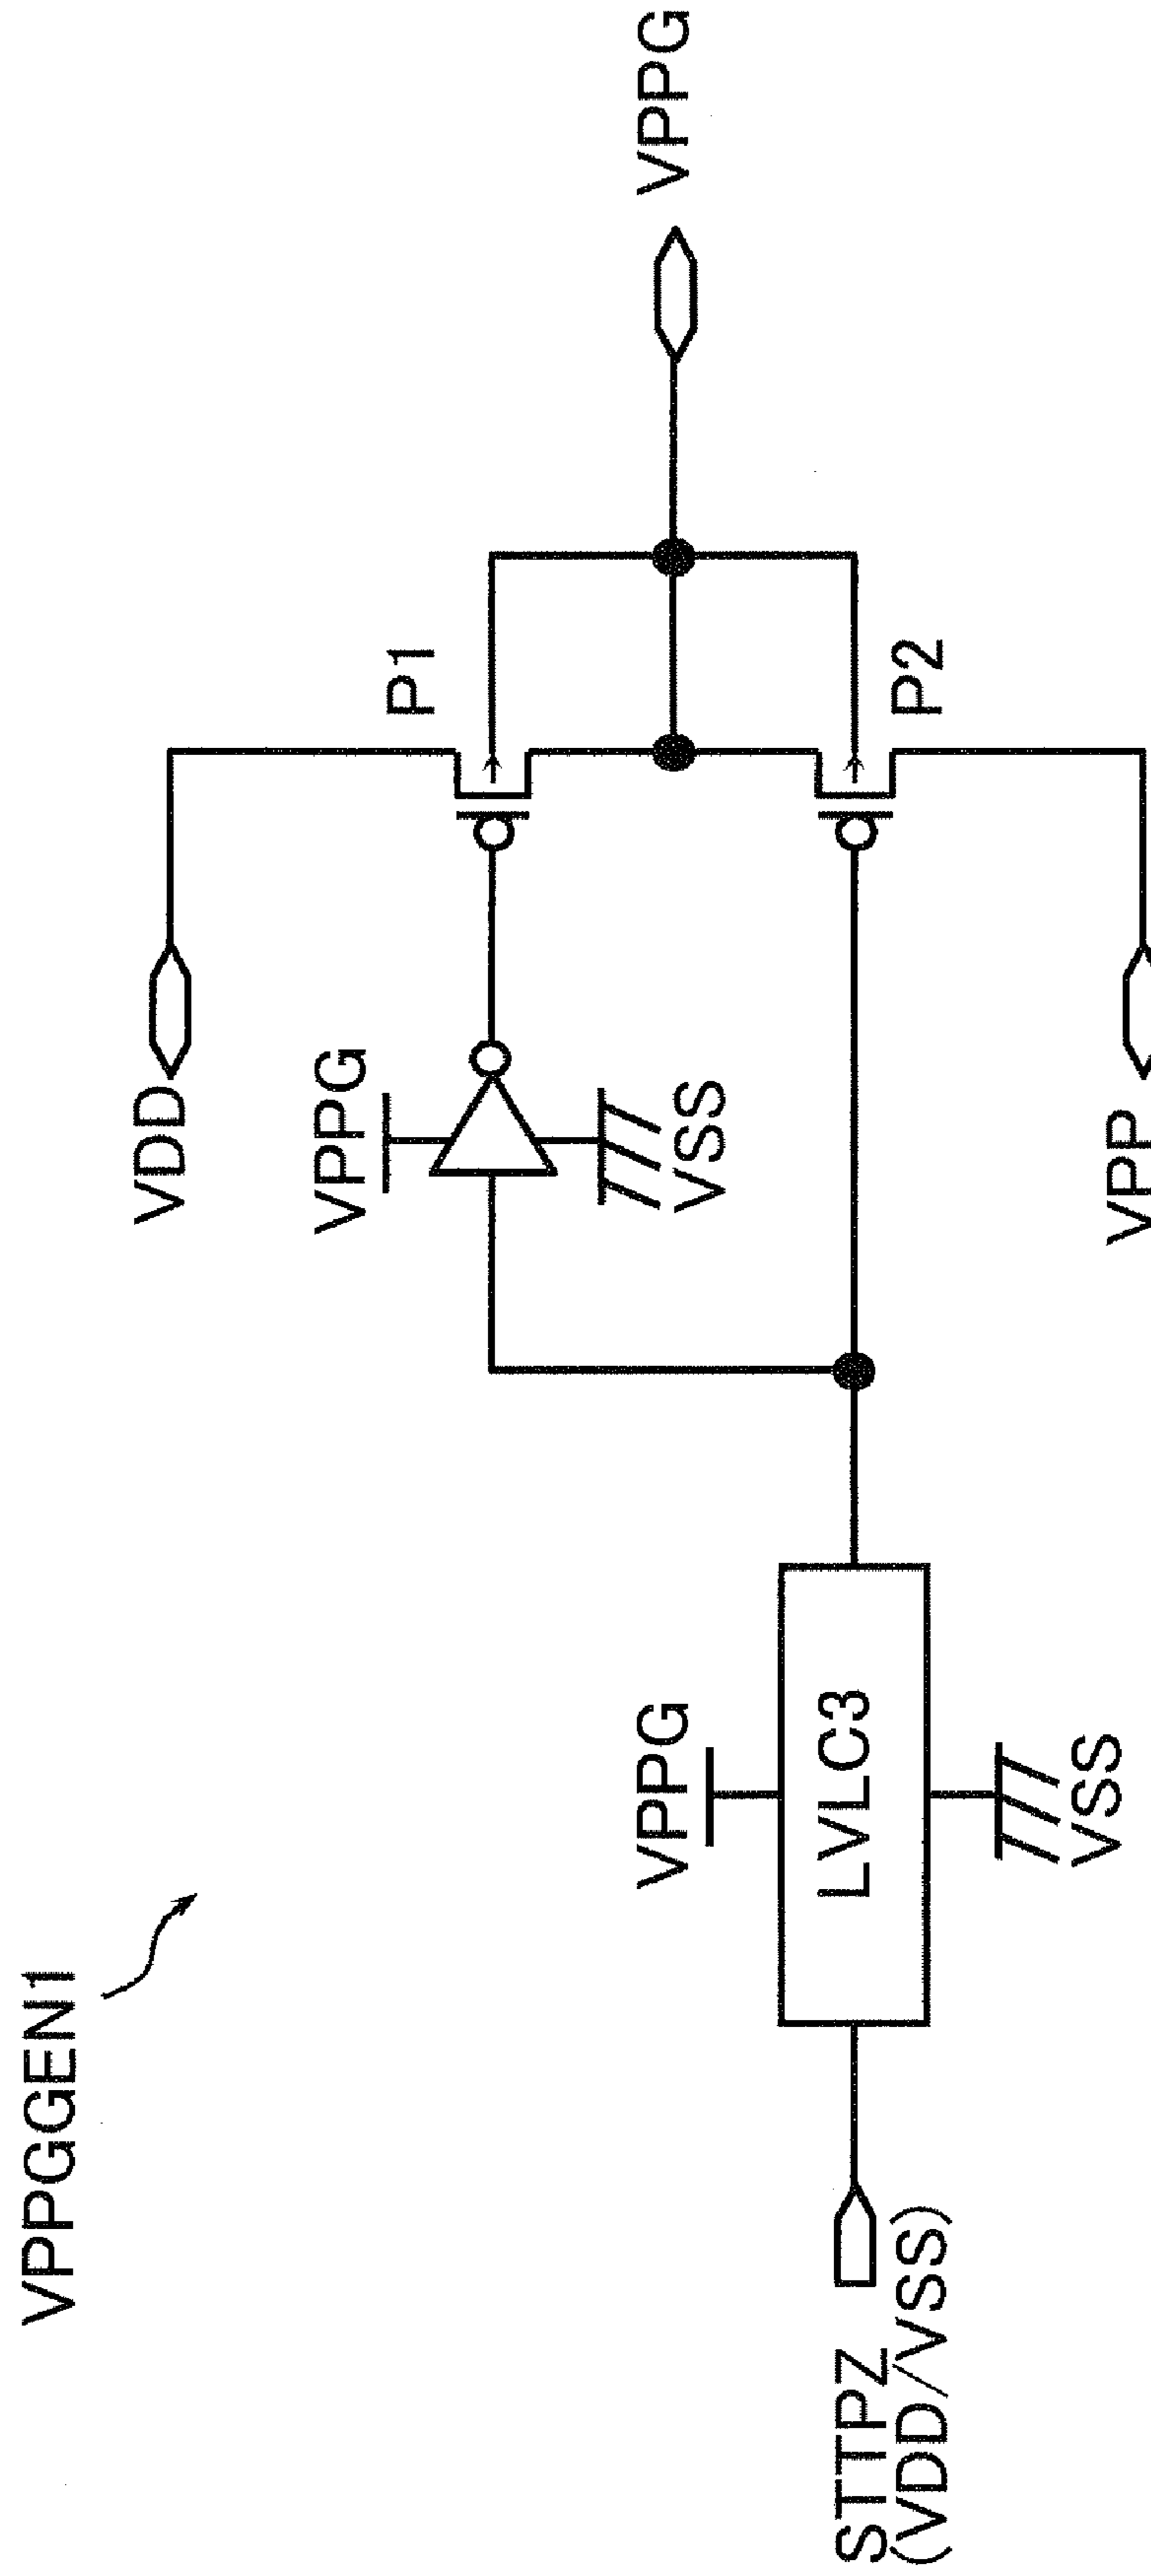 VPPGGEN1
VDD
VPPG
P1
VSS
VPPG
VPPG
LVLC3
VSS
STTPZ
(VDD/VSS)
P2
VPP